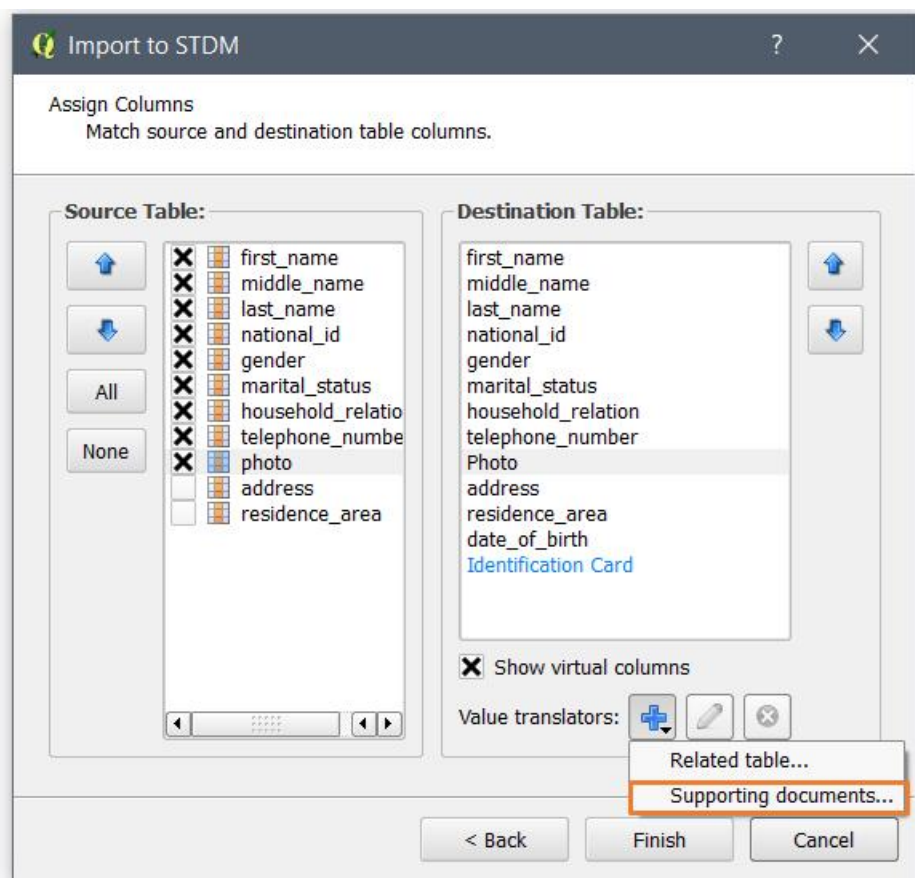 Import to STDM
?
Assign Columns
Match source and destination table columns.
Source Table:
All
None
first_name
middle_name
last_name
national_id
gender
marital_status
household_relatio
telephone_numbe
photo
address
residence_area
Destination Table:
first_name
middle_name
last_name
national_id
gender
marital_status
household_relation
telephone_number
Photo
address
residence_area
date_of_birth
Identification Card
Show virtual columns
Value translators:
Related table...
Supporting documents...
< Back
Finish
Cancel